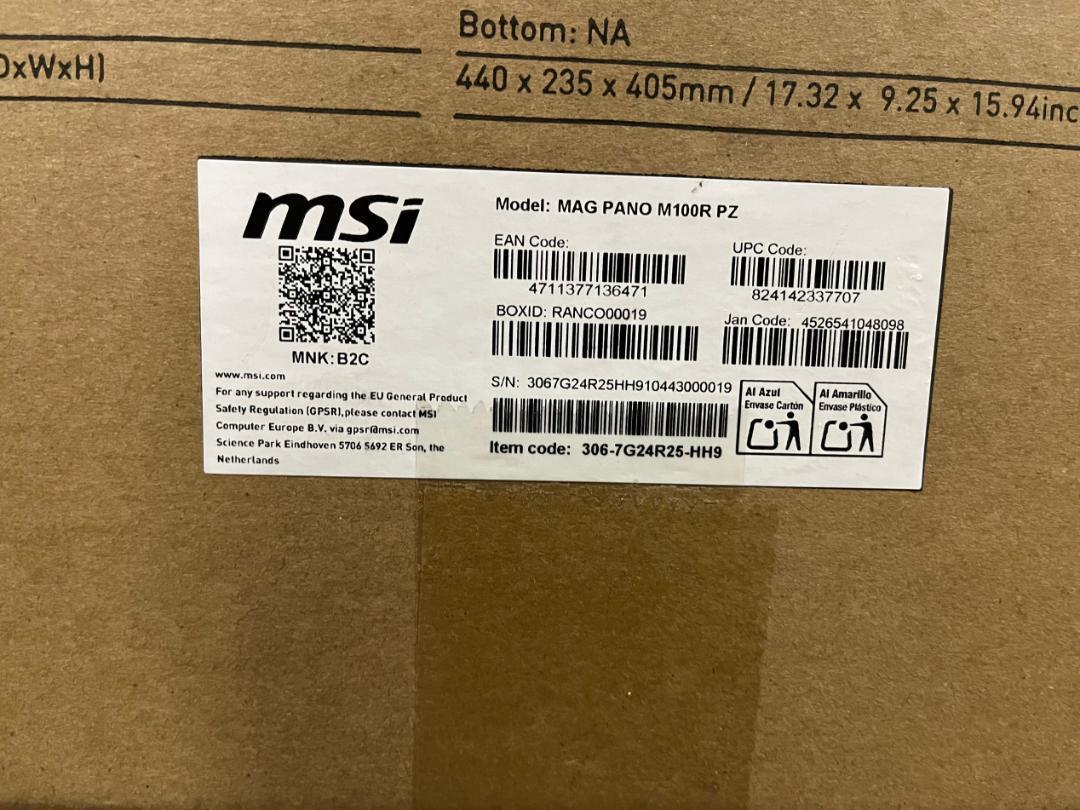 Bottom: NA
DxWxH)
440 x 235 x 405mm / 17.32 x 9.25 x 15.94inc
msi
MNK:B2C
www.msi.com
For any support regarding the EU General Product
Safety Regulation (GPSR),please contact MSI
Computer Europe B.V. via gpsr@msi.com
Science Park Eindhoven 5706 5692 ER Son, the
Netherlands
Model: MAG PANO M100R PZ
EAN Code:
4711377136471
UPC Code:
824142337707
BOXID: RANCO00019
Jan Code: 4526541048098
S/N: 3067G24R25HH910443000019
Item code: 306-7G24R25-HH9
Al Azul
Envase Cartón
Al Amarillo
Envase Plástico